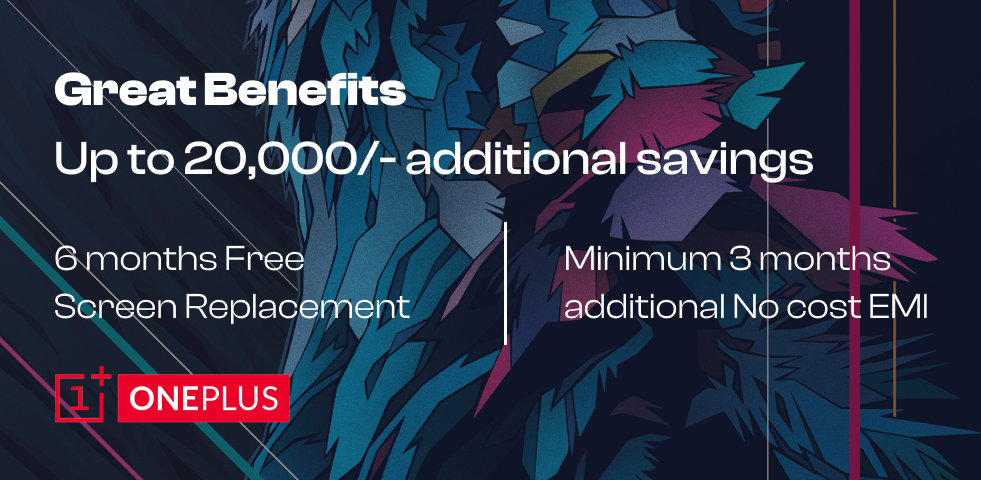 Great Benefits
Up to 20,000/- additional savings
6 months Free
Screen Replacement
Minimum 3 months
additional No cost EMI
1+ ONEPLUS